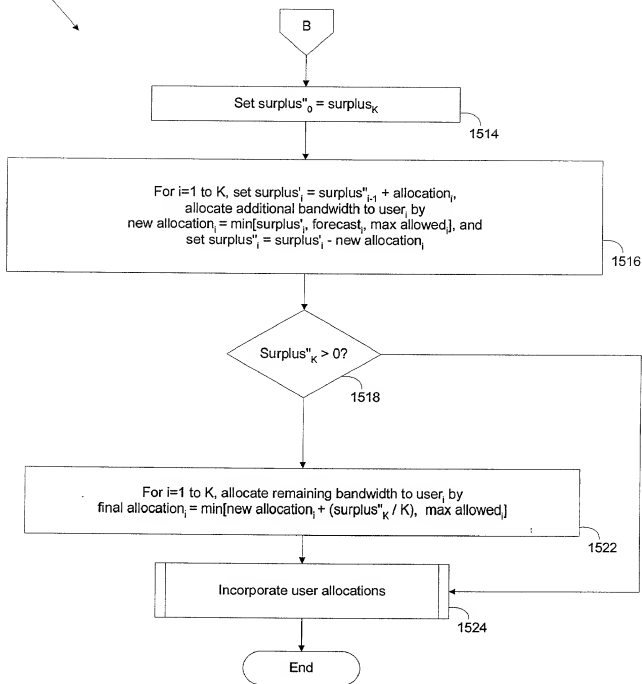 B
Set surplus"₀ = surplusK
1514
For i=1 to K, set surplus'ᵢ = surplus"ᵢ₋₁ + allocationᵢ,
allocate additional bandwidth to userᵢ by
new allocationᵢ = min[surplus'ᵢ, forecastᵢ, max allowedᵢ], and
set surplus"ᵢ = surplus'ᵢ - new allocationᵢ
1516
Surplus"K > 0?
1518
For i=1 to K, allocate remaining bandwidth to userᵢ by
final allocationᵢ = min[new allocationᵢ + (surplus"K / K), max allowedᵢ]
1522
Incorporate user allocations
1524
End